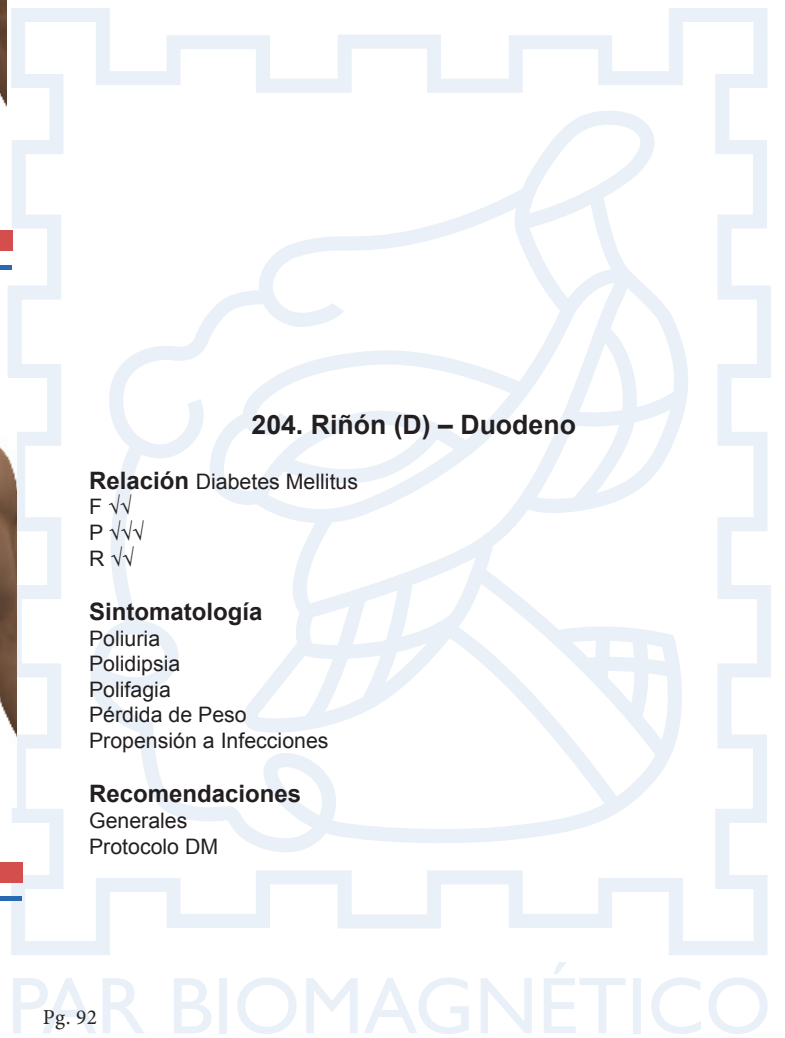 204. Riñón (D) – Duodeno
Relación Diabetes Mellitus
F √√
P √√√
R √√
Sintomatología
Poliuria
Polidipsia
Polifagia
Pérdida de Peso
Propensión a Infecciones
Recomendaciones
Generales
Protocolo DM
PAR BIOMAGNÉTICO
Pg. 92